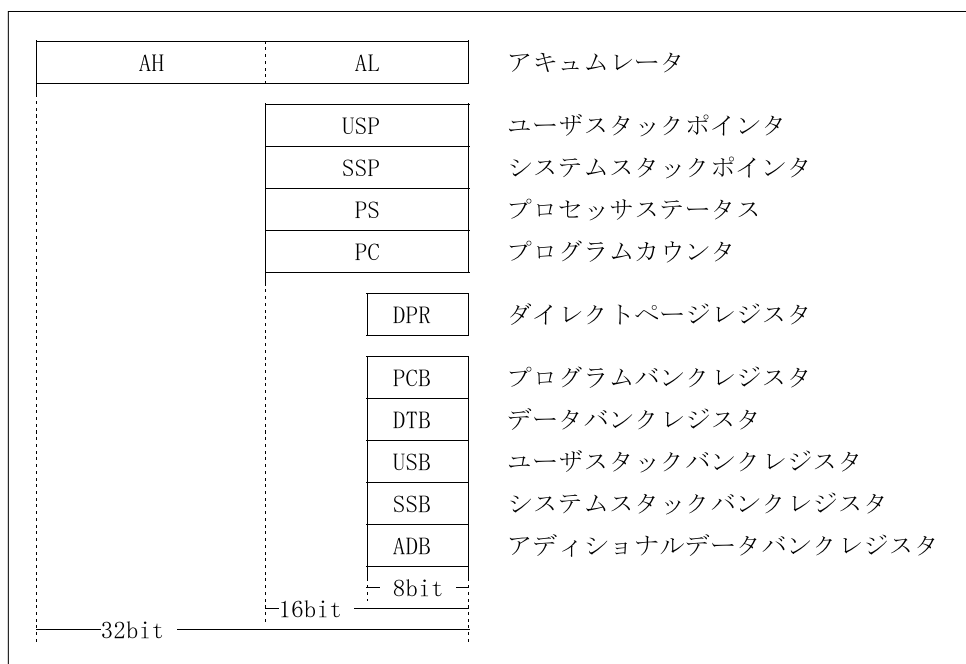 AH AL アキュムレータ
USP ユーザスタックポインタ
SSP システムスタックポインタ
PS プロセッサステータス
PC プログラムカウンタ
DPR ダイレクトページレジスタ
PCB プログラムバンクレジスタ
DTB データバンクレジスタ
USB ユーザスタックバンクレジスタ
SSB システムスタックバンクレジスタ
ADB アディショナルデータバンクレジスタ
8bit
16bit
32bit